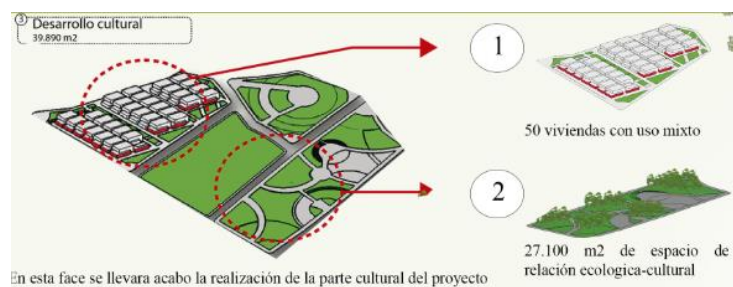 3 Desarrollo cultural
39.890 m2
1
50 viviendas con uso mixto
2
27.100 m2 de espacio de
relación ecologica-cultural
En esta face se llevara acabo la realización de la parte cultural del proyecto